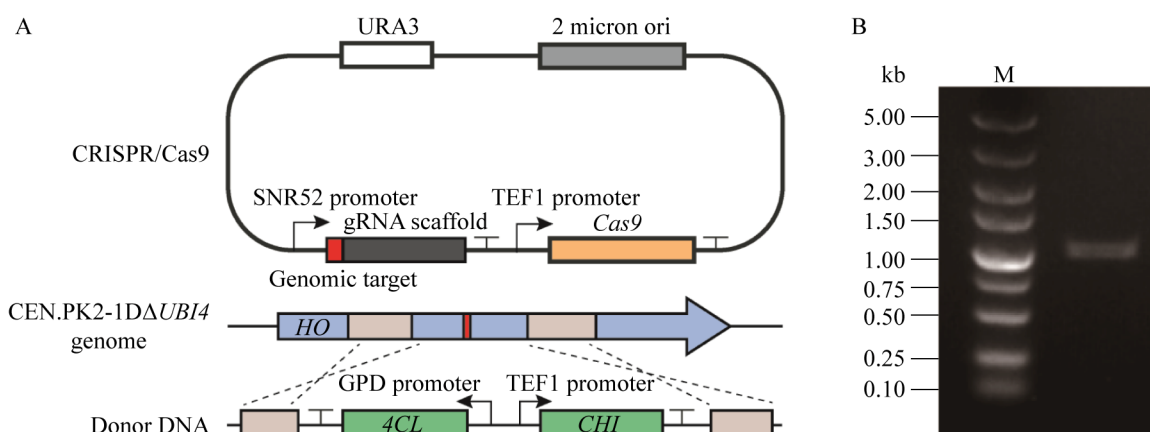 A
URA3
2 micron ori
CRISPR/Cas9
SNR52 promoter
TEF1 promoter
gRNA scaffold
Cas9
Genomic target
CEN.PK2-1DΔUBI4
genome
HO
GPD promoter
TEF1 promoter
Donor DNA
4CL
CHI
B
kb
M
5.00
3.00
2.00
1.50
1.00
0.75
0.50
0.25
0.10